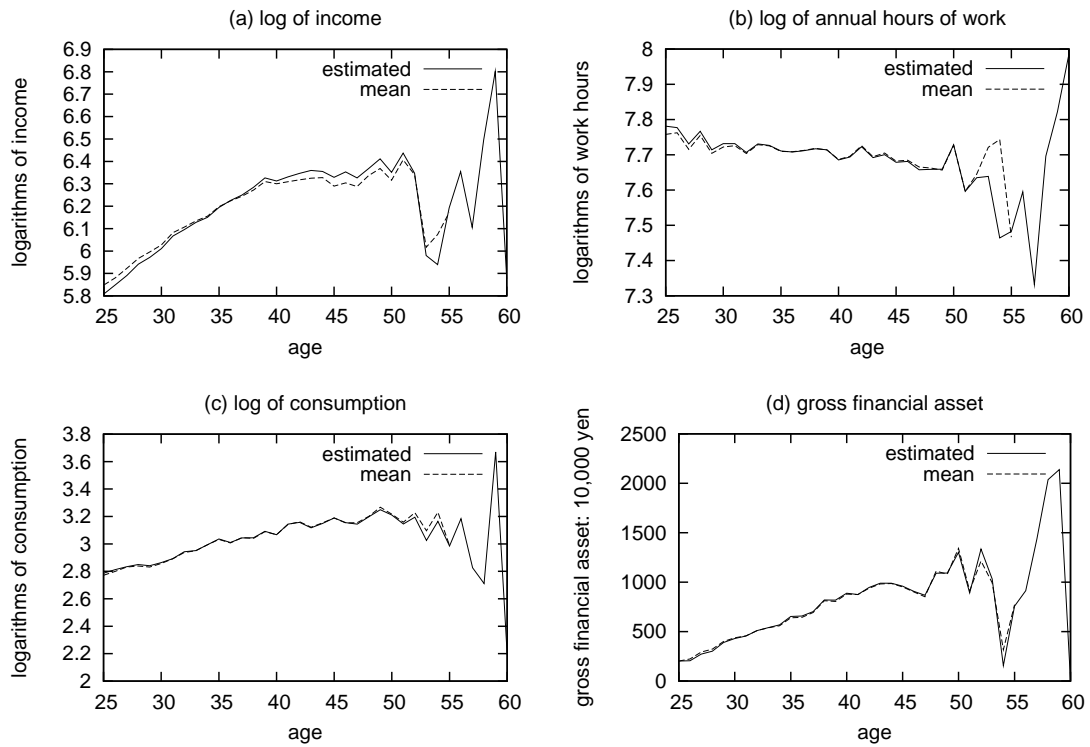 (a) log of income
logarithms of income
6.9
6.8
6.7
6.6
6.5
6.4
6.3
6.2
6.1
6
5.9
5.8
estimated
mean
25 30 35 40 45 50 55 60
age
(b) log of annual hours of work
logarithms of work hours
8
7.9
7.8
7.7
7.6
7.5
7.4
7.3
estimated
mean
25 30 35 40 45 50 55 60
age
(c) log of consumption
logarithms of consumption
3.8
3.6
3.4
3.2
3
2.8
2.6
2.4
2.2
2
estimated
mean
25 30 35 40 45 50 55 60
age
(d) gross financial asset
gross financial asset: 10,000 yen
2500
2000
1500
1000
500
0
estimated
mean
25 30 35 40 45 50 55 60
age